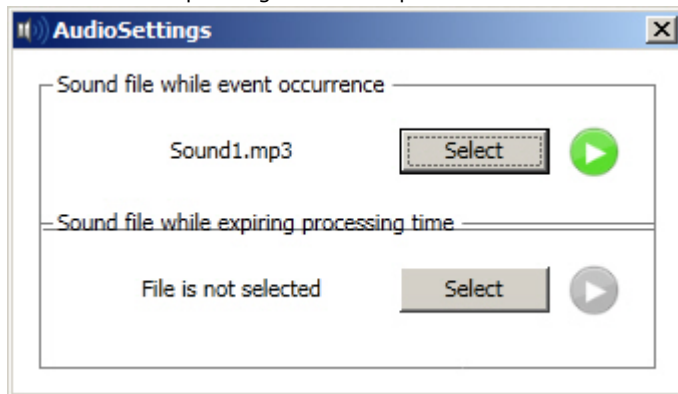 AudioSettings
Sound file while event occurrence
Sound1.mp3 Select
Sound file while expiring processing time
File is not selected Select